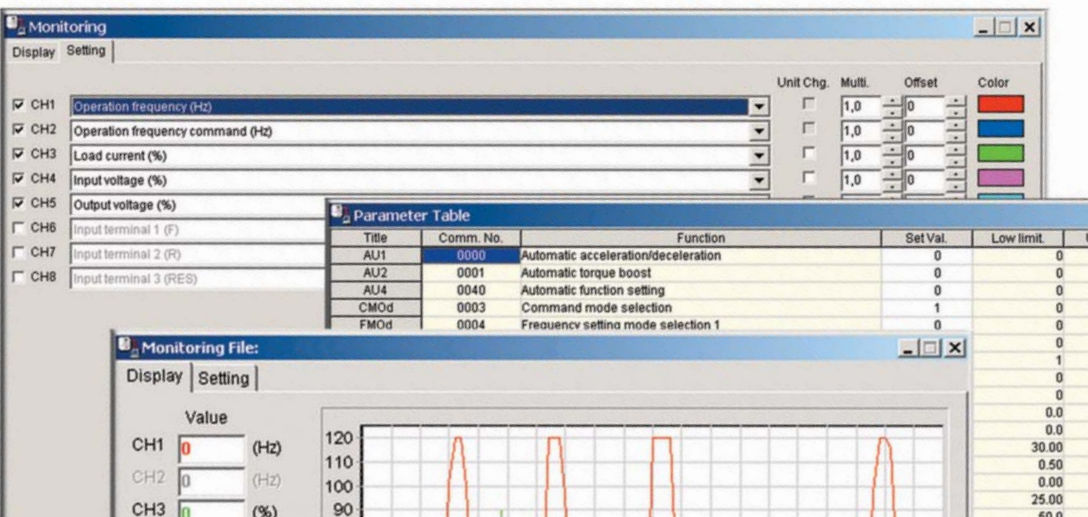 Monitoring
Display Setting
Unit Chg. Multi. Offset Color
CH1 Operation frequency (Hz) 1,0 0
CH2 Operation frequency command (Hz) 1,0 0
CH3 Load current (%) 1,0 0
CH4 Input voltage (%) 1,0 0
CH5 Output voltage (%)
CH6 Input terminal 1 (F)
CH7 Input terminal 2 (R)
CH8 Input terminal 3 (RES)
Parameter Table
Title Comm. No. Function Set Val. Low limit.
AU1 0000 Automatic acceleration/deceleration 0 0
AU2 0001 Automatic torque boost 0 0
AU4 0040 Automatic function setting 0 0
CMOd 0003 Command mode selection 1 0
FMOd 0004 Frequency setting mode selection 1 0 0
0
1
0
0
0.0
0.0
30.00
0.50
0.00
25.00
50.0
Monitoring File:
Display Setting
Value
CH1 0 (Hz)
CH2 0 (Hz)
CH3 0 (%)
120
110
100
90